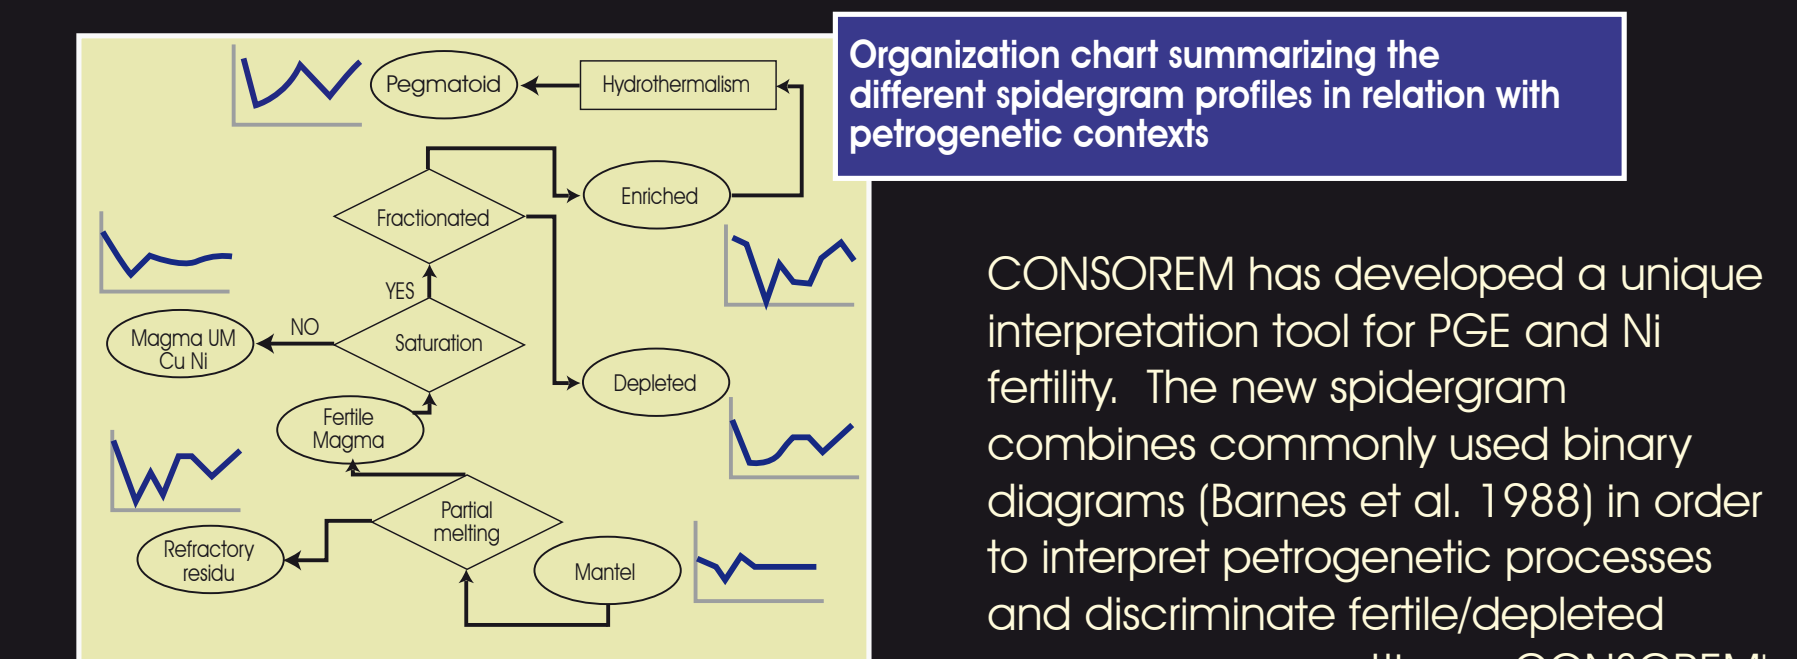 Organization chart summarizing the
different spidergram profiles in relation with
petrogenetic contexts
Pegmatoid
Hydrothermalism
Fractionated
Enriched
YES
NO
Saturation
Magma UM
Cu Ni
Depleted
Fertile
Magma
Partial
melting
Refractory
residu
Mantel
CONSOREM has developed a unique
interpretation tool for PGE and Ni
fertility.  The new spidergram
combines commonly used binary
diagrams (Barnes et al. 1988) in order
to interpret petrogenetic processes
and discriminate fertile/depleted